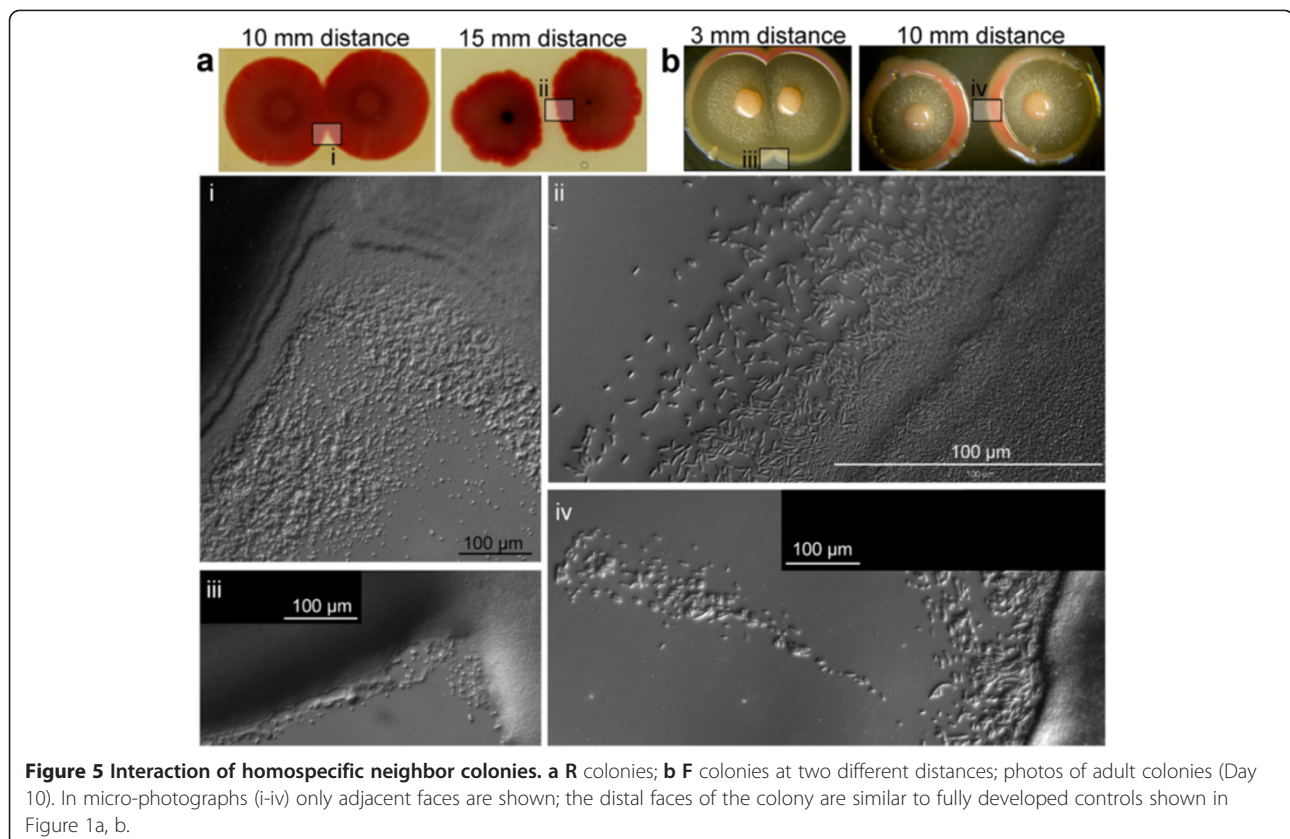 10 mm distance 15 mm distance 3 mm distance 10 mm distance
a ii b iv
i iii
i ii
100 µm
100 µm
100 µm
iv
100 µm
iii
100 µm
Figure 5 Interaction of homospecific neighbor colonies. a R colonies; b F colonies at two different distances; photos of adult colonies (Day
10). In micro-photographs (i-iv) only adjacent faces are shown; the distal faces of the colony are similar to fully developed controls shown in
Figure 1a, b.